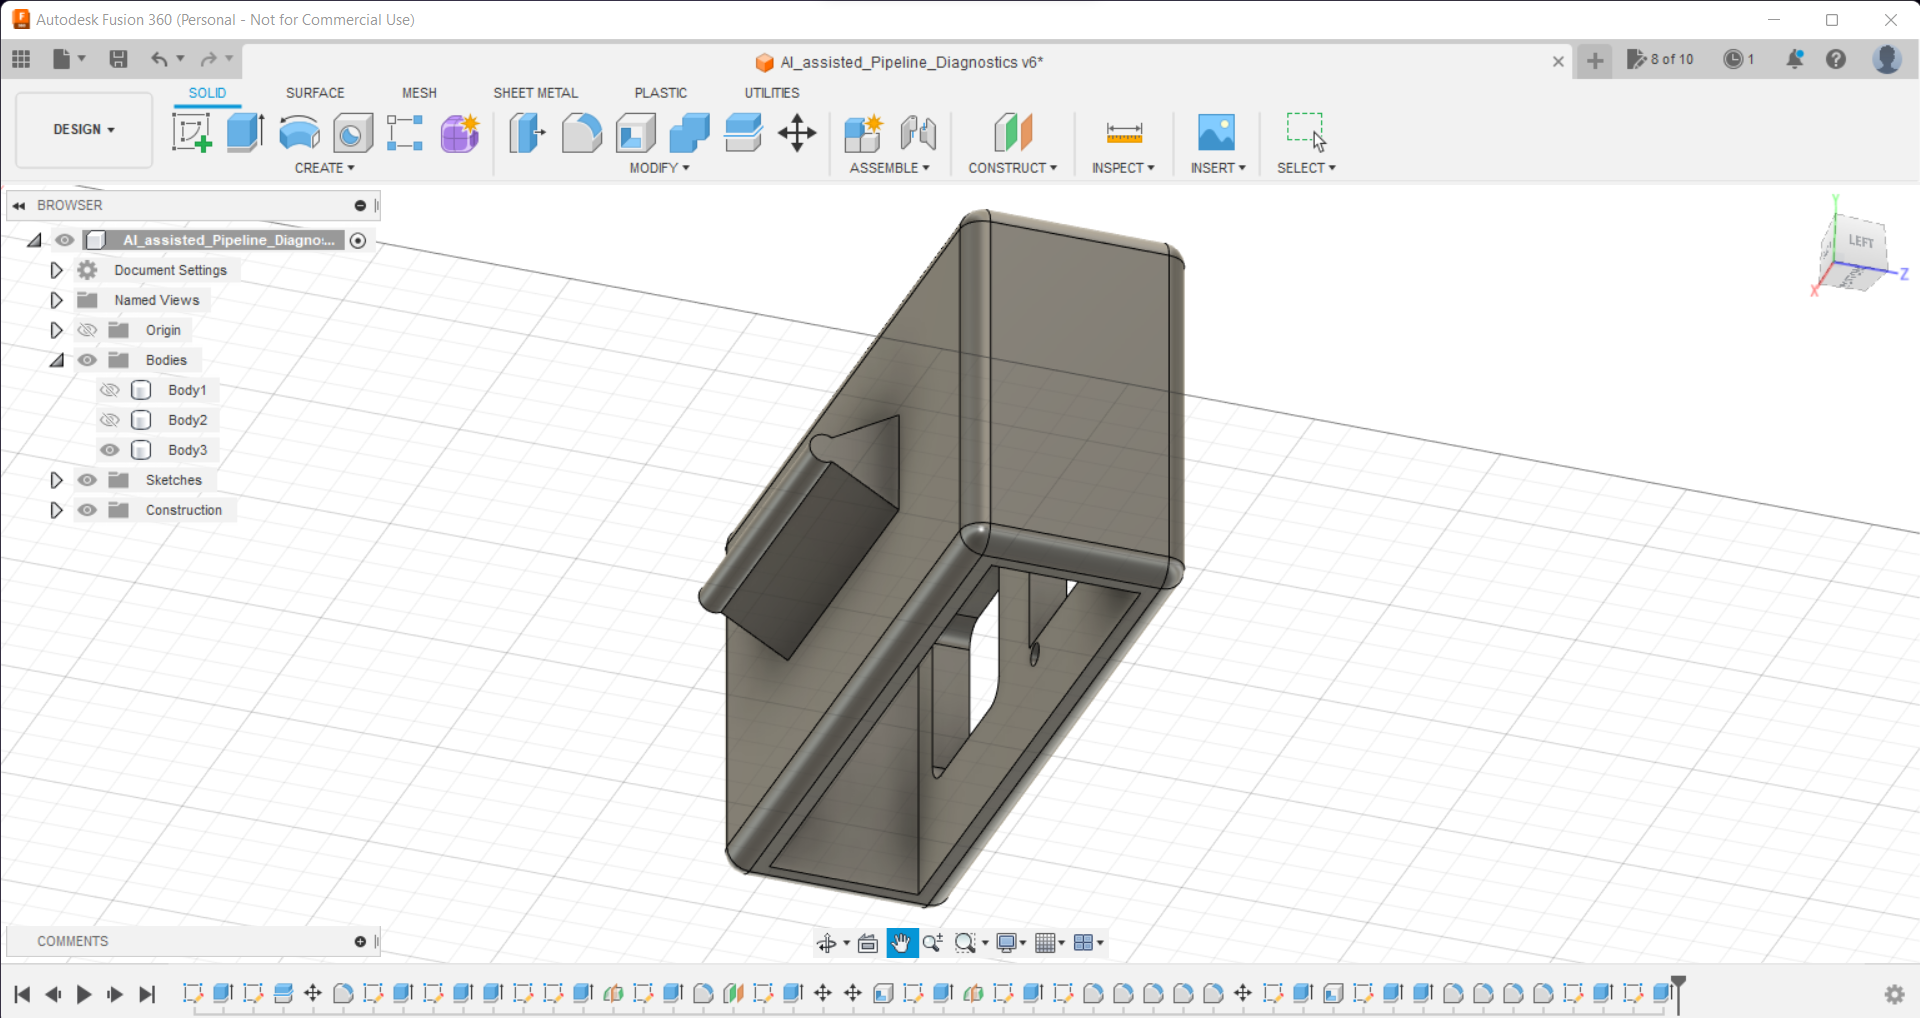 Autodesk Fusion 360 (Personal - Not for Commercial Use)
AI_assisted_Pipeline_Diagnostics v6*
8 of 10
1
DESIGN
SOLID SURFACE MESH SHEET METAL PLASTIC UTILITIES
CREATE MODIFY ASSEMBLE CONSTRUCT INSPECT INSERT SELECT
BROWSER
AI_assisted_Pipeline_Diagno:...
Document Settings
Named Views
Origin
Bodies
Body1
Body2
Body3
Sketches
Construction
Y
LEFT
Z
X
COMMENTS